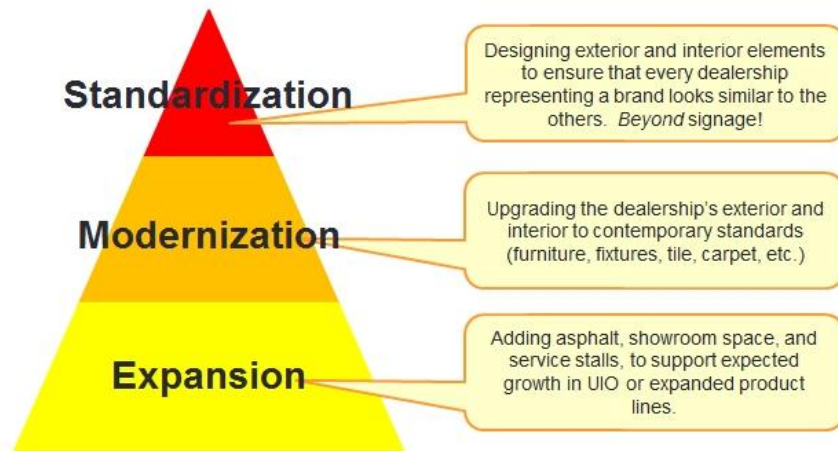 Standardization
Designing exterior and interior elements
to ensure that every dealership
representing a brand looks similar to the
others.  Beyond signage!
Modernization
Upgrading the dealership's exterior and
interior to contemporary standards
(furniture, fixtures, tile, carpet, etc.)
Expansion
Adding asphalt, showroom space, and
service stalls, to support expected
growth in UIO or expanded product
lines.